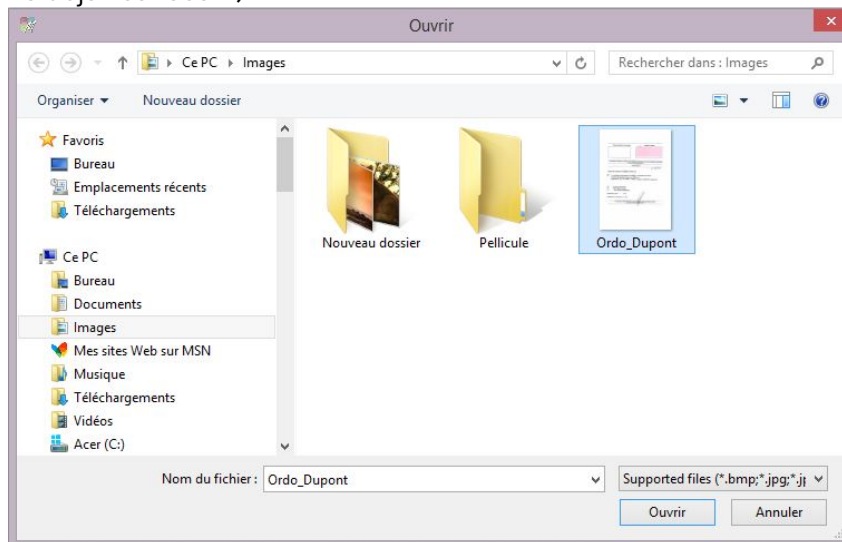 Ouvrir
Ce PC Images
Rechercher dans : Images
Organiser
Nouveau dossier
Favoris
Bureau
Emplacements récents
Téléchargements
Ce PC
Bureau
Documents
Images
Mes sites Web sur MSN
Musique
Téléchargements
Vidéos
Acer (C:)
Nouveau dossier
Pellicule
Ordo_Dupont
Nom du fichier :
Ordo_Dupont
Supported files (*.bmp;*.jpg;*.j
Ouvrir
Annuler